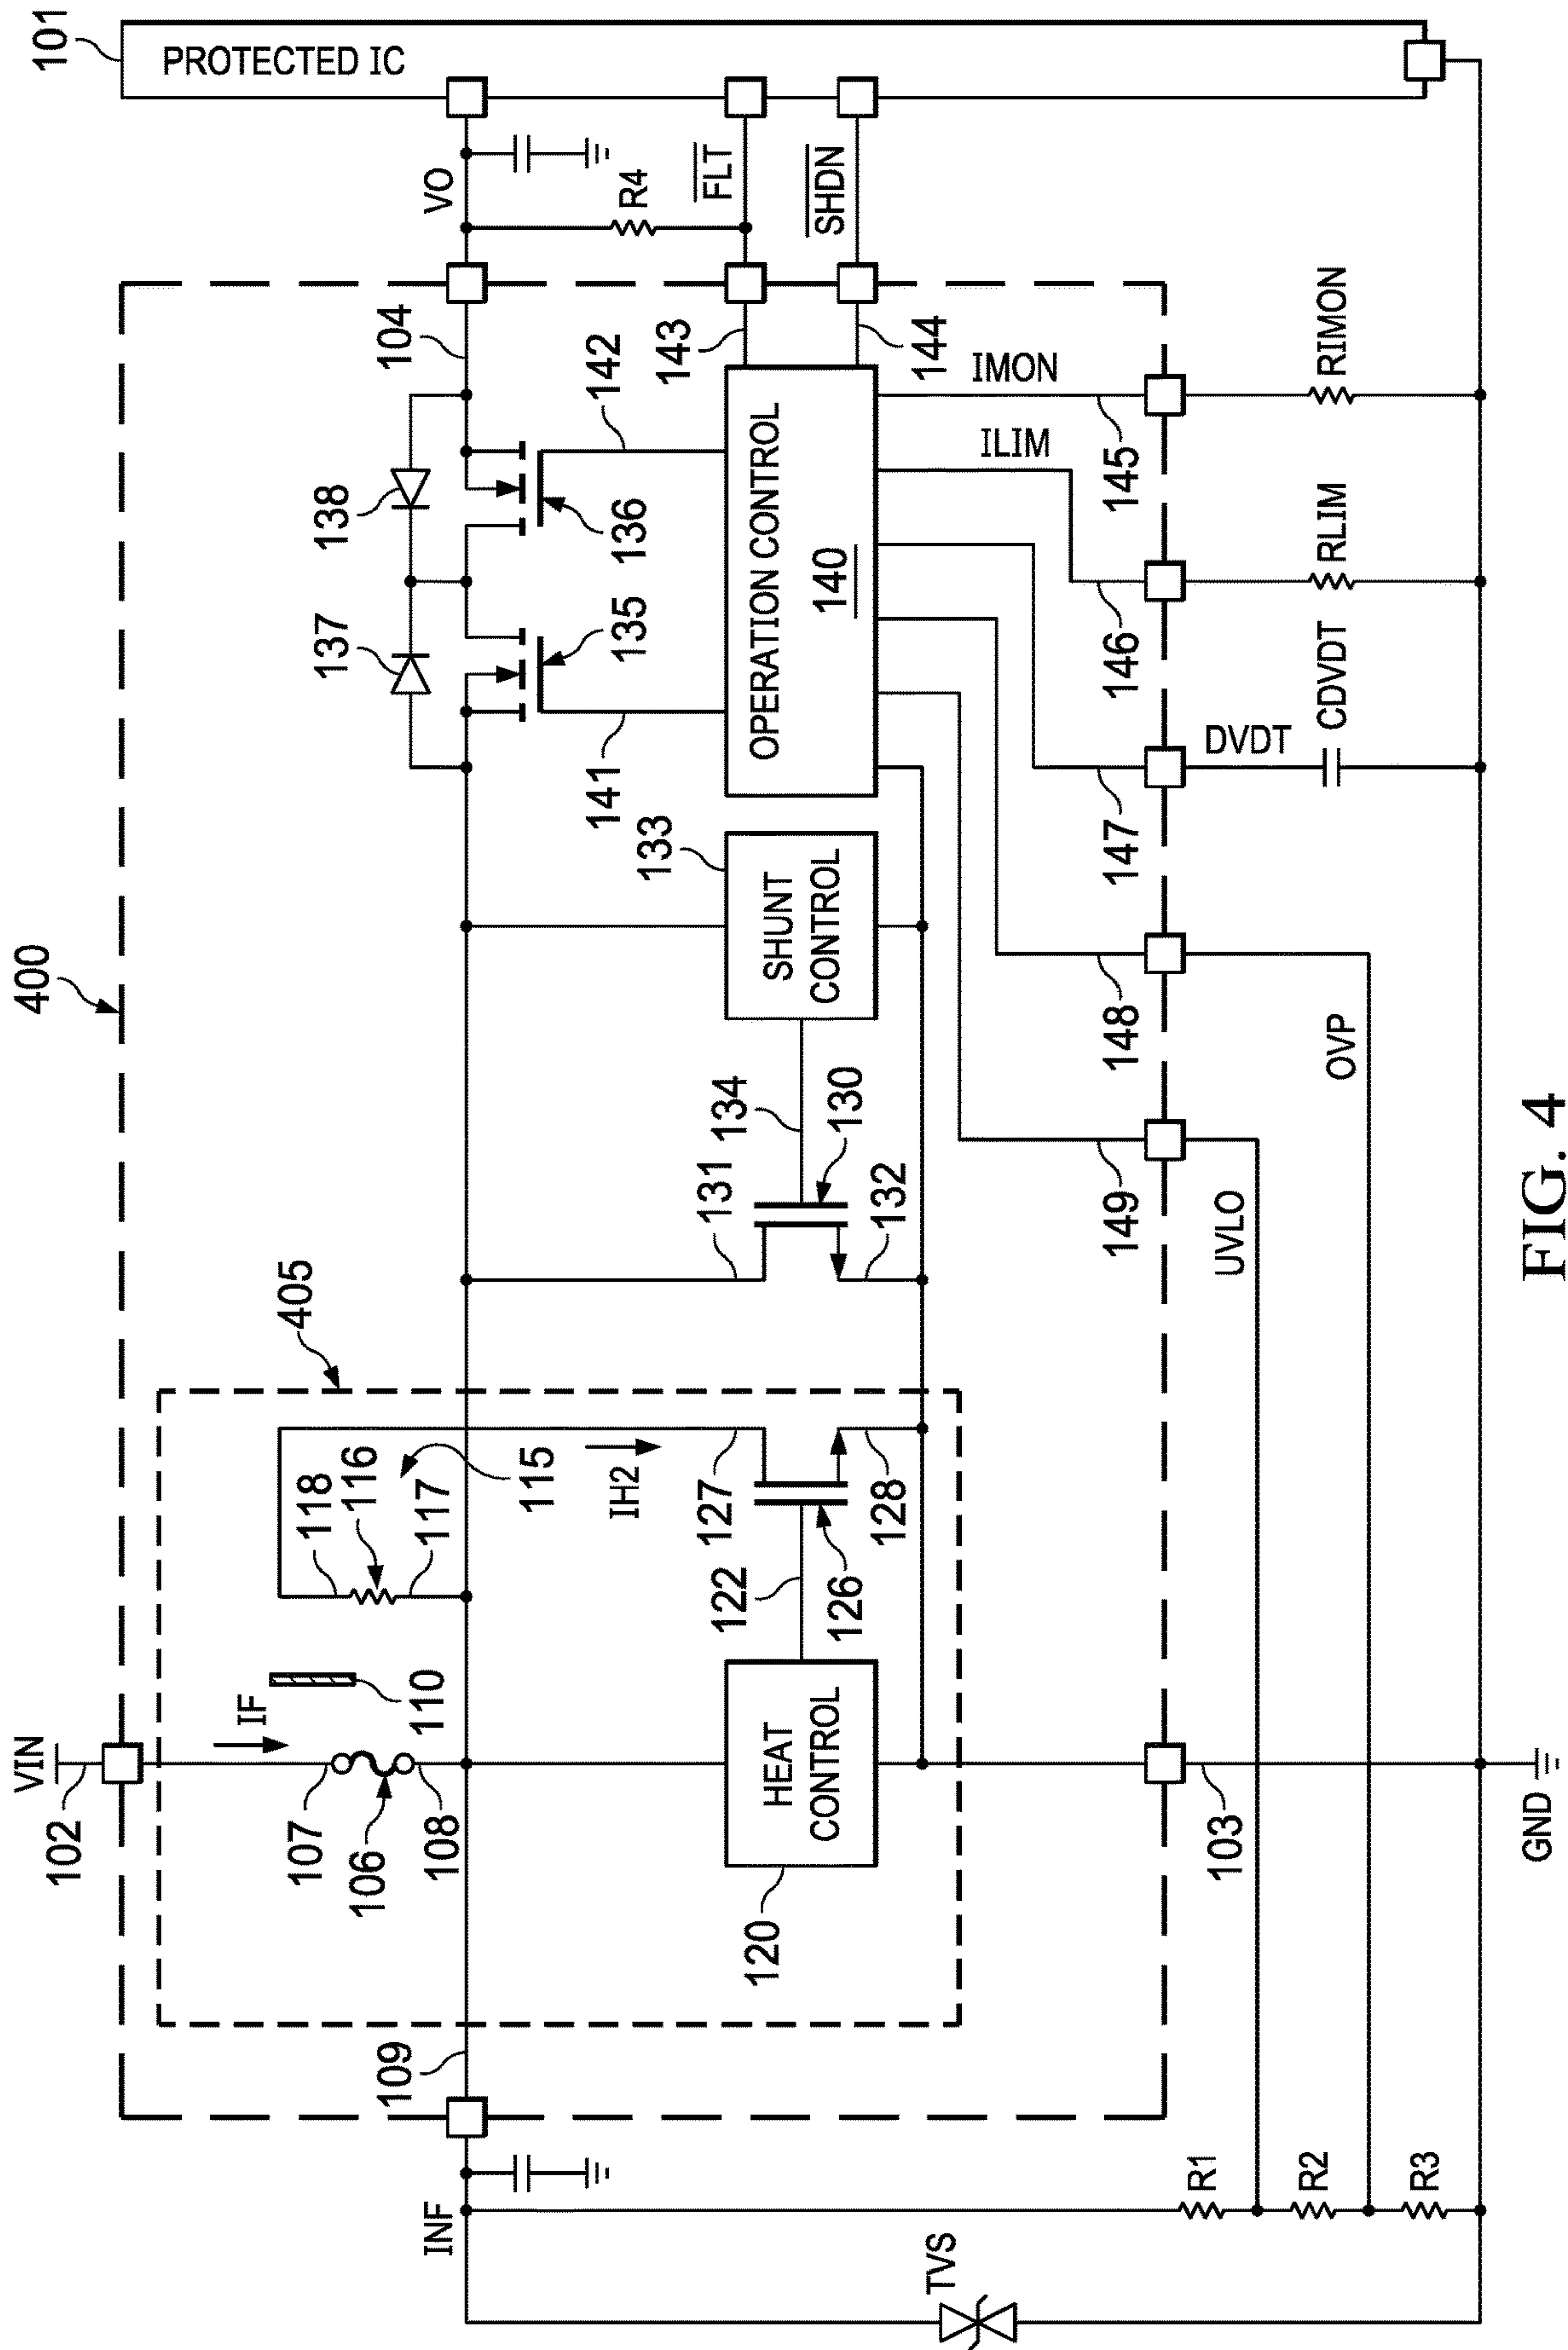 400
101
PROTECTED IC
VIN
102
IF
107
106
108
110
118
116
117
115
405
IH2
127
122
126
128
HEAT
CONTROL
120
109
INF
131
134
130
132
SHUNT
CONTROL
133
137
138
104
135
136
141
142
OPERATION CONTROL
140
143
144
VO
R4
FLT
SHDN
IMON
145
ILIM
146
147
148
149
DVDT
CDVDT
RLIM
RIMON
OVP
UVLO
103
GND
R1
R2
R3
TVS
FIG. 4